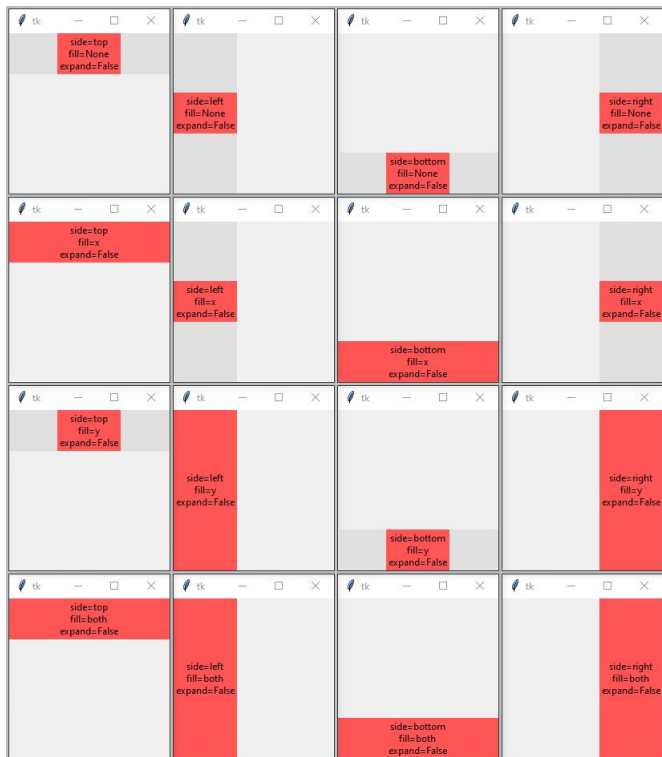 tk
side=top
fill=None
expand=False
tk
side=left
fill=None
expand=False
tk
side=bottom
fill=None
expand=False
tk
side=right
fill=None
expand=False
tk
side=top
fill=x
expand=False
tk
side=left
fill=x
expand=False
tk
side=bottom
fill=x
expand=False
tk
side=right
fill=x
expand=False
tk
side=top
fill=y
expand=False
tk
side=left
fill=y
expand=False
tk
side=bottom
fill=y
expand=False
tk
side=right
fill=y
expand=False
tk
side=top
fill=both
expand=False
tk
side=left
fill=both
expand=False
tk
side=bottom
fill=both
expand=False
tk
side=right
fill=both
expand=False